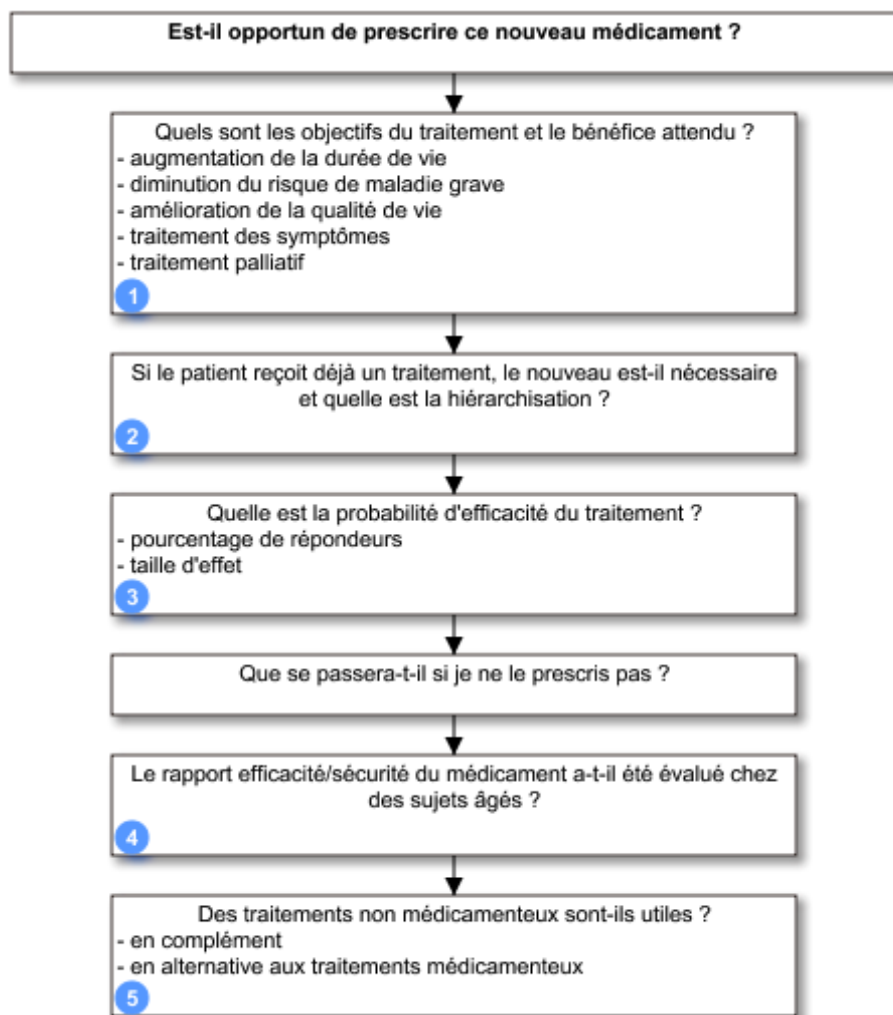 Est-il opportun de prescrire ce nouveau médicament ?
Quels sont les objectifs du traitement et le bénéfice attendu ?
- augmentation de la durée de vie
- diminution du risque de maladie grave
- amélioration de la qualité de vie
- traitement des symptômes
- traitement palliatif
1
Si le patient reçoit déjà un traitement, le nouveau est-il nécessaire
et quelle est la hiérarchisation ?
2
Quelle est la probabilité d'efficacité du traitement ?
- pourcentage de répondeurs
- taille d'effet
3
Que se passera-t-il si je ne le prescris pas ?
Le rapport efficacité/sécurité du médicament a-t-il été évalué chez
des sujets âgés ?
4
Des traitements non médicamenteux sont-ils utiles ?
- en complément
- en alternative aux traitements médicamenteux
5